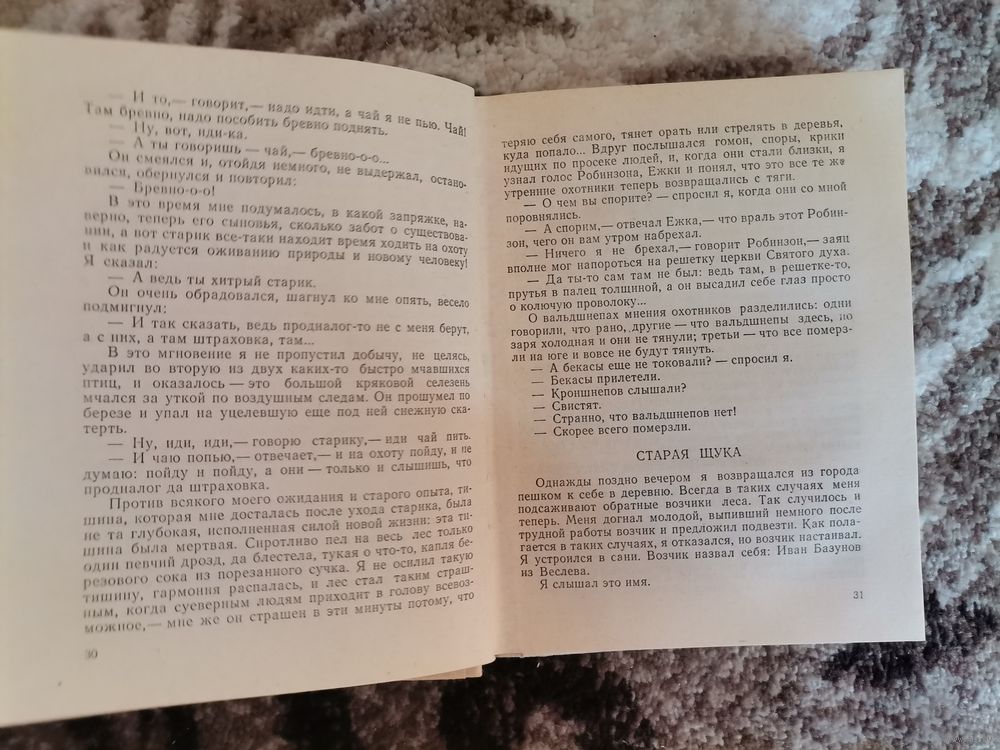 — И то,— говорит,— надо идти, а чай я не пью. Чай!
Там бревно, надо пособить бревно поднять.
— Ну, вот, иди-ка.
— А ты говоришь — чай,— бревно-о-о...
Он смеялся и, отойдя немного, не выдержал, остано-
вился, обернулся и повторил:
— Бревно-о-о!
В это время мне подумалось, в какой запряжке, на-
верно, теперь его сыновья, сколько забот о существова-
нии, а вот старик все-таки находит время ходить на охоту
и как радуется оживанию природы и новому человеку!
Я сказал:
— А ведь ты хитрый старик.
Он очень обрадовался, шагнул ко мне опять, весело
подмигнул:
— И так сказать, ведь продналог-то не с меня берут,
а с них, а там штраховка, там...
В это мгновение я не пропустил добычу, не целясь,
ударил во вторую из двух каких-то быстро мчавшихся
птиц, и оказалось — это большой кряковой селезень
мчался за уткой по воздушным следам. Он прошумел по
березе и упал на уцелевшую еще под ней снежную ска-
терть.
— Ну, иди, иди,— говорю старику,— иди чай пить.
— И чаю попью,— отвечает,— и на охоту пойду, и не
думаю: пойду и пойду, а они — только и слышишь, что
продналог да штраховка.
Против всякого моего ожидания и старого опыта, ти-
шина, которая мне досталась после ухода старика, была
не та глубокая, исполненная силой новой жизни: эта ти-
шина была мертвая. Сиротливо пел на весь лес только
один певчий дрозд, да блестела, тукая о что-то, капля бе-
резового сока из порезанного сучка. Я не осилил такую
тишину, гармония распалась, и лес стал таким страш-
ным, когда суеверным людям приходит в голову всевоз-
можное,— мне же он страшен в эти минуты потому, что
30
теряю себя самого, тянет орать или стрелять в деревья,
куда попало... Вдруг послышался гомон, споры, крики
идущих по просеке людей, и, когда они стали близки, я
узнал голос Робинзона, Ежки и понял, что это все те же
утренние охотники теперь возвращались с тяги.
— О чем вы спорите? — спросил я, когда они со мной
поровнялись.
— А спорим,— отвечал Ежка,— что враль этот Робин-
зон, чего он вам утром набрехал.
— Ничего я не брехал,— говорит Робинзон,— заяц
вполне мог напороться на решетку церкви Святого духа.
— Да ты-то сам там не был: ведь там, в решетке-то,
прутья в палец толщиной, а он высадил себе глаз просто
о колючую проволоку...
О вальдшнепах мнения охотников разделились: одни
говорили, что рано, другие — что вальдшнепы здесь, но
заря холодная и они не тянули; третьи — что все померз-
ли на юге и вовсе не будут тянуть.
— А бекасы еще не токовали? — спросил я.
— Бекасы прилетели.
— Кроншнепов слышали?
— Свистят.
— Странно, что вальдшнепов нет!
— Скорее всего померзли.
СТАРАЯ ЩУКА
Однажды поздно вечером я возвращался из города
пешком к себе в деревню. Всегда в таких случаях меня
подсаживают обратные возчики леса. Так случилось и
теперь. Меня догнал молодой, выпивший немного после
трудной работы возчик и предложил подвезти. Как пола-
гается в таких случаях, я отказался, но возчик настаивал.
Я устроился в сани. Возчик назвал себя: Иван Базунов
из Веслева.
Я слышал это имя.
31